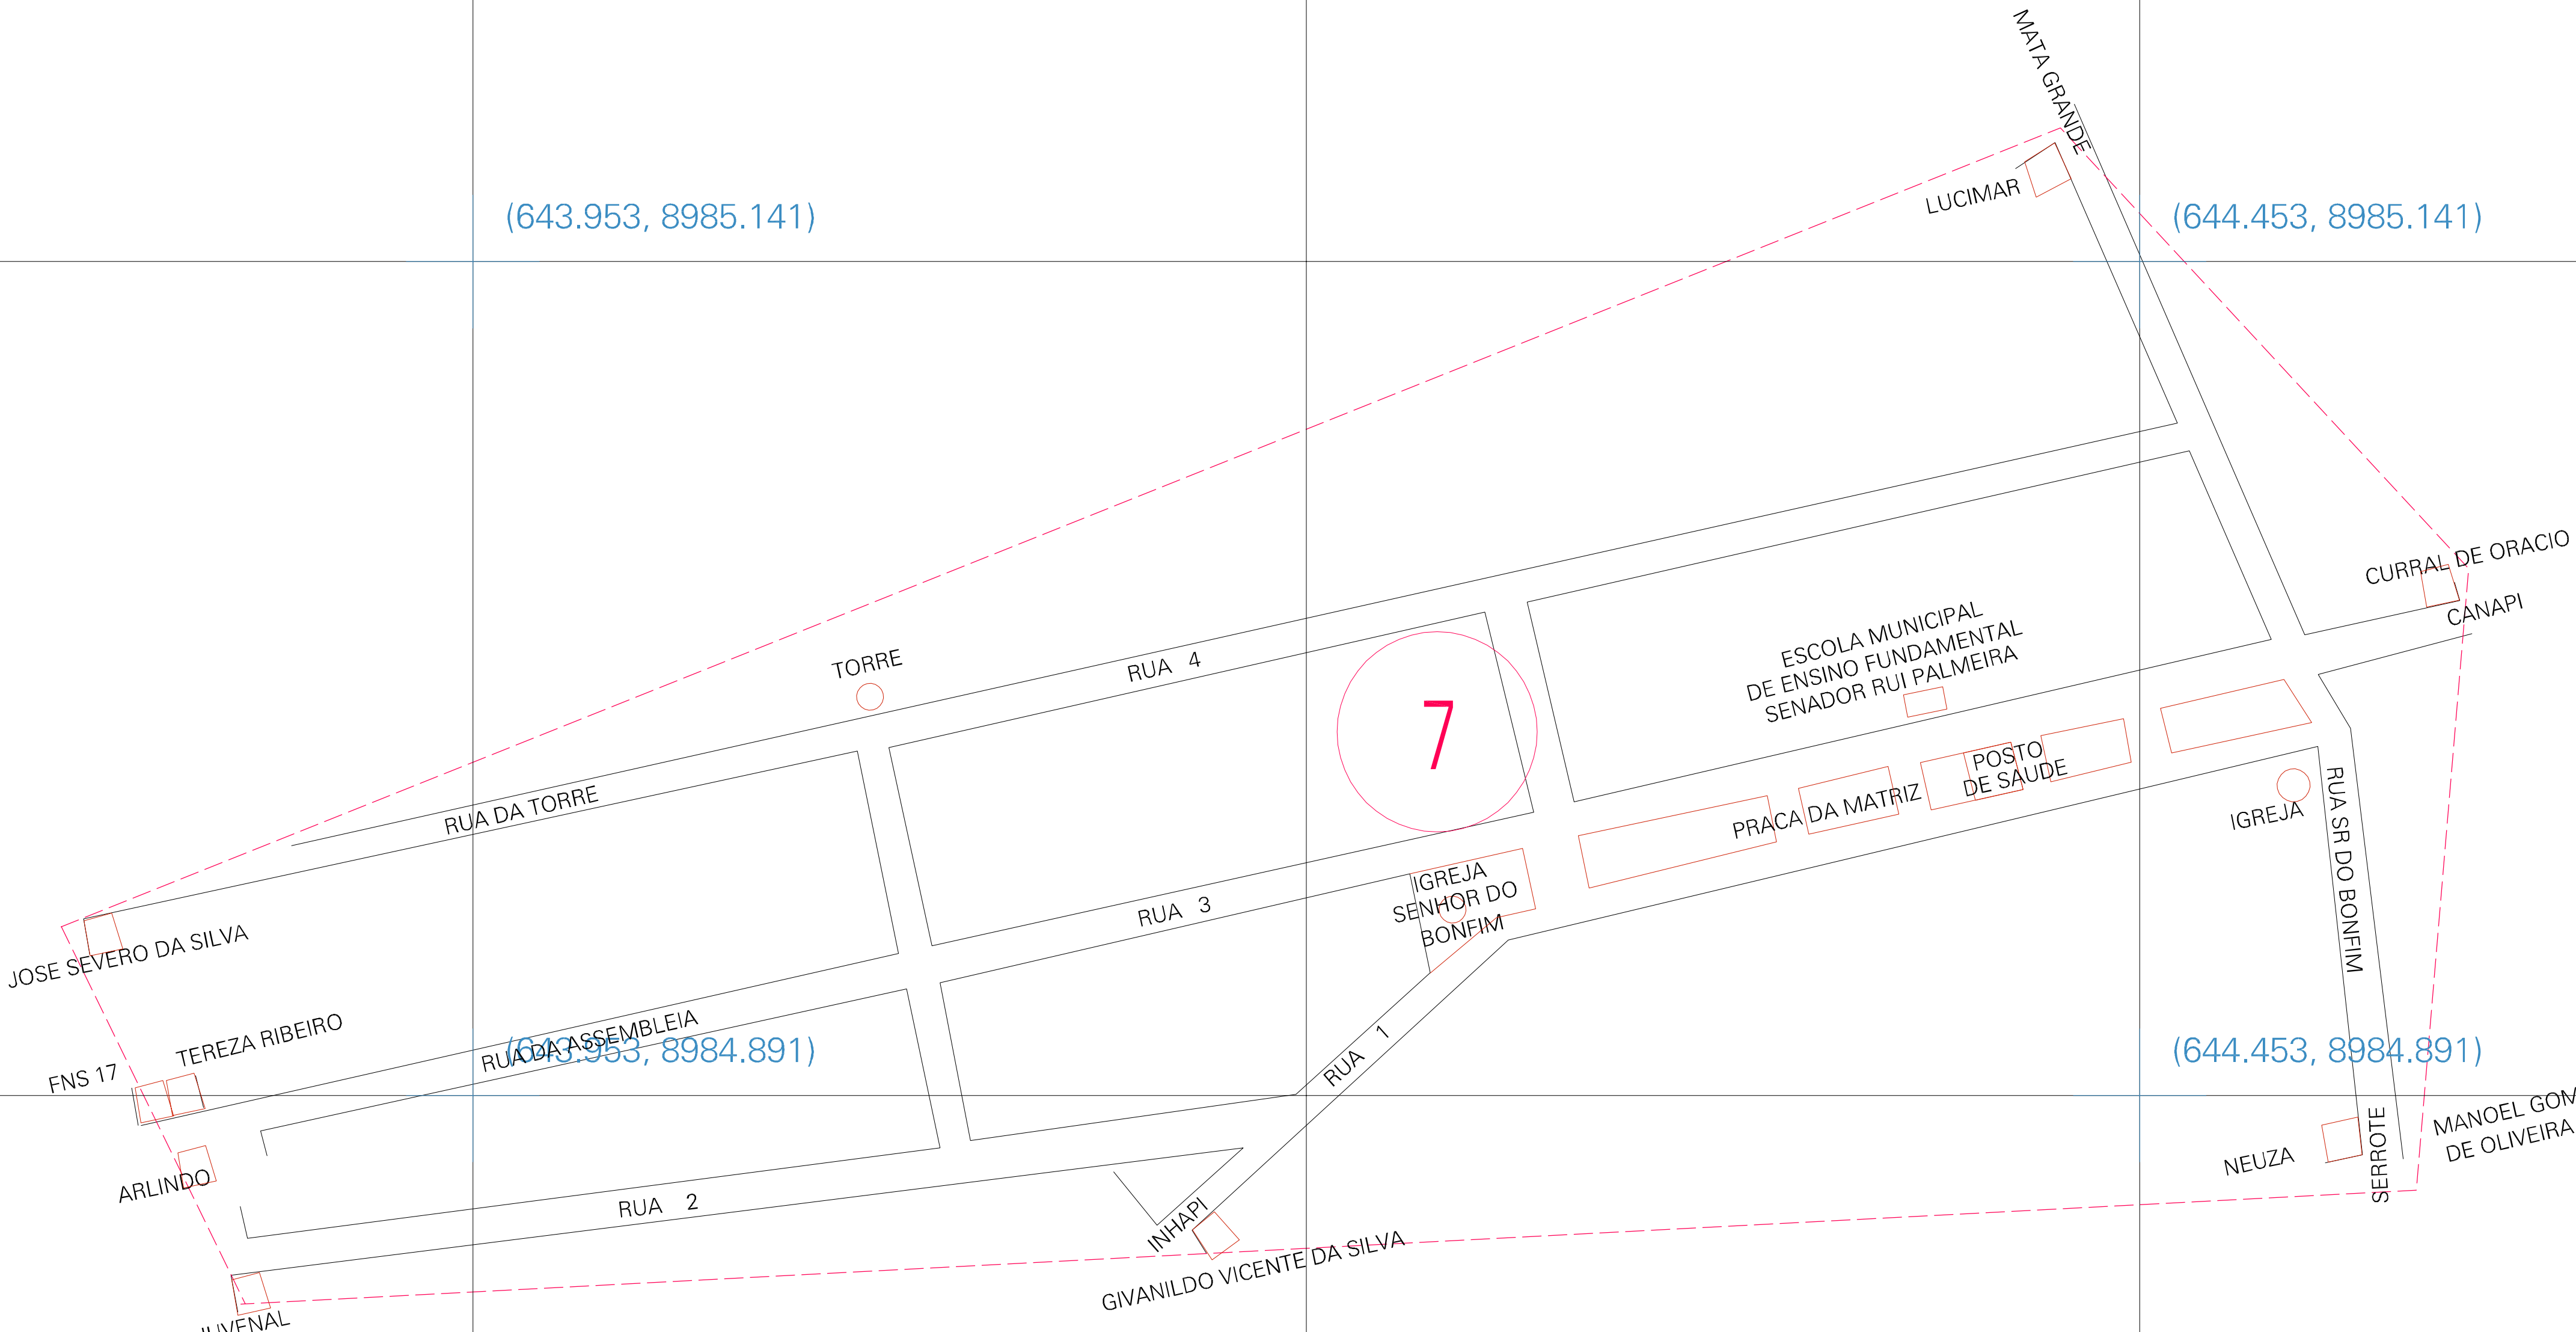 MATA GRANDE
LUCIMAR
(643.953, 8985.141)
(644.453, 8985.141)
CURRAL DE ORACIO
CANAPI
ESCOLA MUNICIPAL
DE ENSINO FUNDAMENTAL
SENADOR RUI PALMEIRA
TORRE
RUA 4
7
POSTO
DE SAUDE
PRACA DA MATRIZ
RUA DA TORRE
IGREJA
RUA SR DO BONFIM
IGREJA
SENHOR DO
BONFIM
RUA 3
JOSE SEVERO DA SILVA
TEREZA RIBEIRO
FNS 17
RUA DA ASSEMBLEIA
(643.953, 8984.891)
RUA 1
(644.453, 8984.891)
MANOEL GOM
DE OLIVEIRA
NEUZA
SERROTE
ARLINDO
RUA 2
INHAPI
GIVANILDO VICENTE DA SILVA
JUVENAL